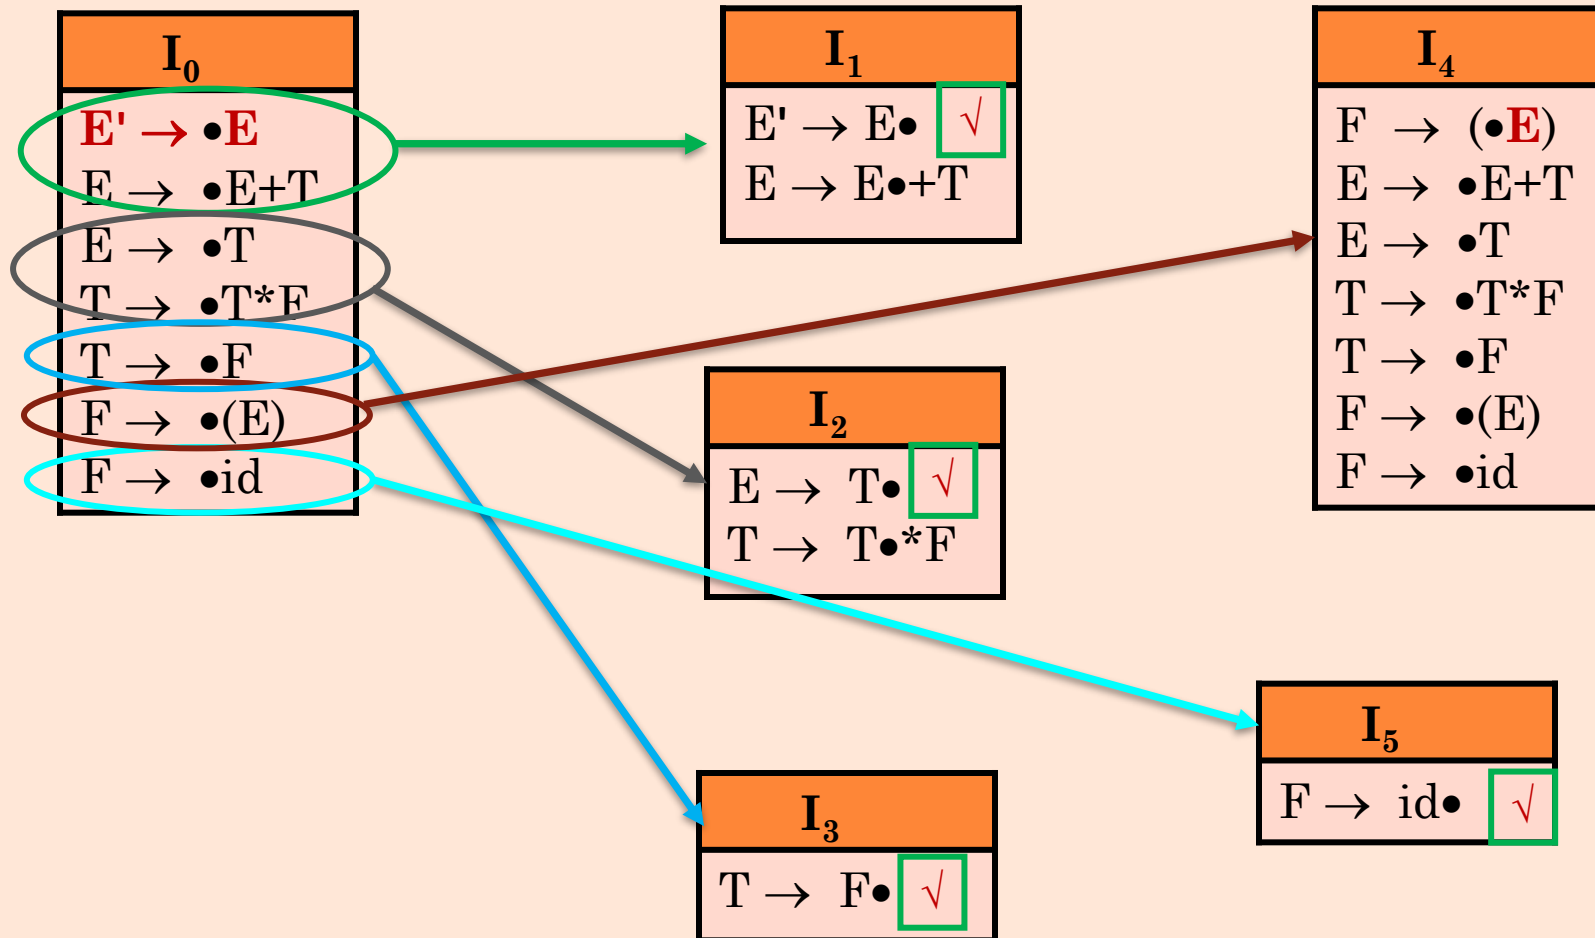 I₀
E' → •E
E → •E+T
E → •T
T → •T*F
T → •F
F → •(E)
F → •id
I₁
E' → E• √
E → E•+T
I₂
E → T• √
T → T•*F
I₃
T → F• √
I₄
F → (•E)
E → •E+T
E → •T
T → •T*F
T → •F
F → •(E)
F → •id
I₅
F → id• √